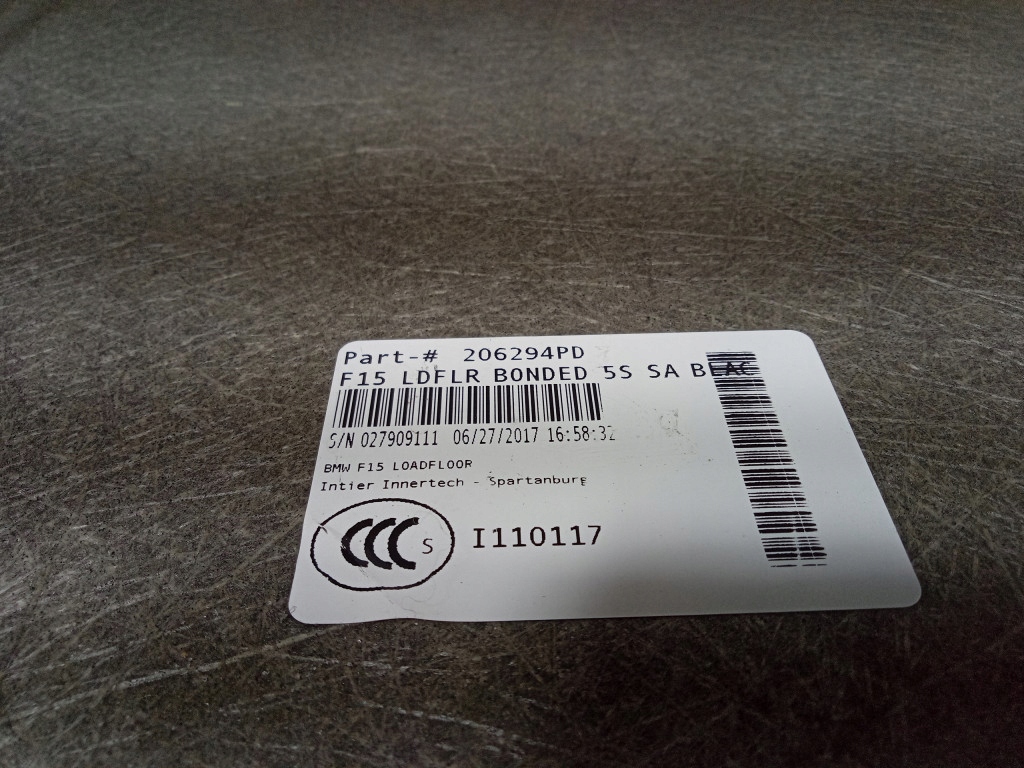 Part-# 206294PD
F15 LDFLR BONDED 5S SA BLAC
S/N 027909111 06/27/2017 16:58:32
BMW F15 LOADFLOOR
Intier Innertech - Spartanburg
CCC S I110117